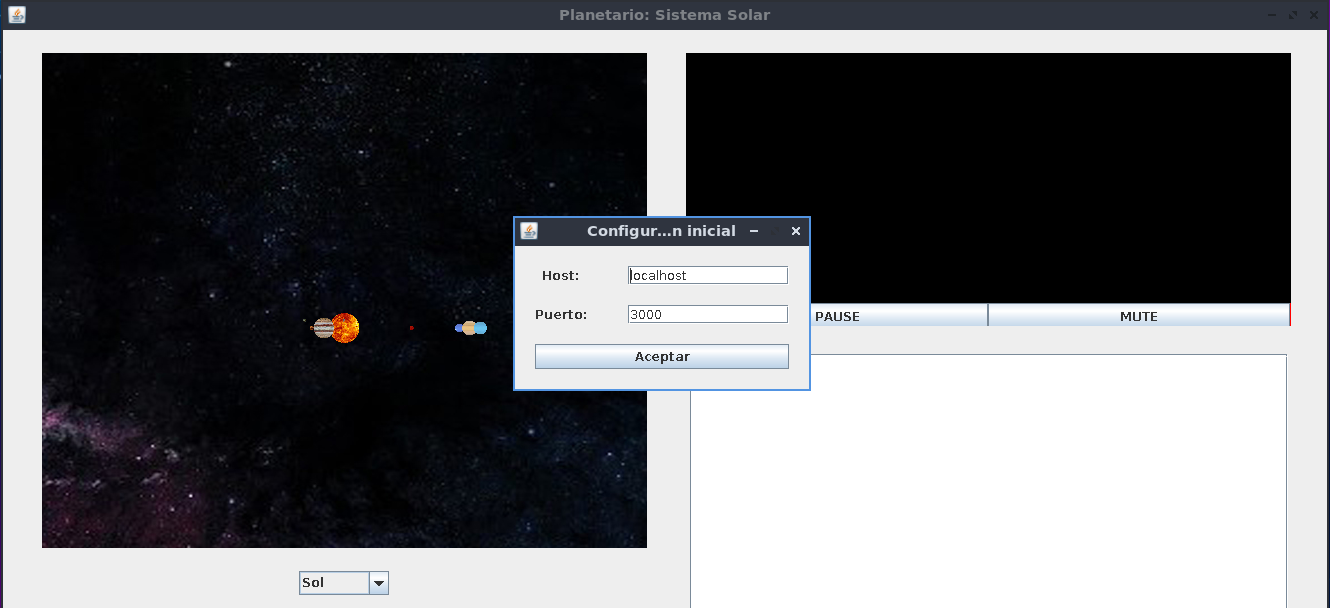 Planetario: Sistema Solar
Configur...n inicial
Host:
localhost
Puerto:
3000
Aceptar
PAUSE
MUTE
Sol